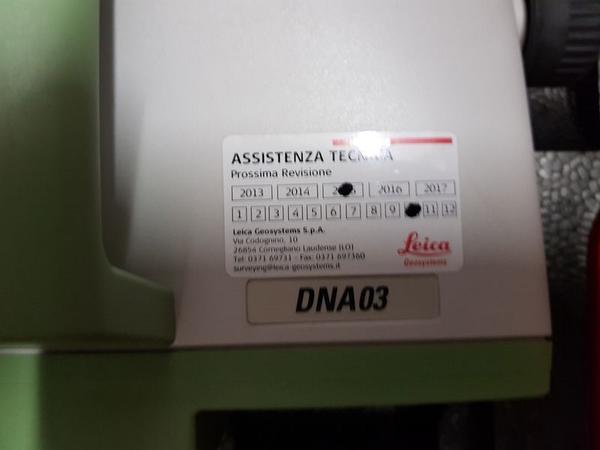 ASSISTENZA TECNICA
Prossima Revisione
2013 2014 2016 2017
1 2 3 4 5 6 7 8 9 11 12
Leica Geosystems S.p.A.
Via Codognino, 10
26854 Cornegliano Laudense (LO)
Tel: 0371 69731 - Fax: 0371 697360
surveying@leica-geosystems.it
Leica
Geosystems
DNA03